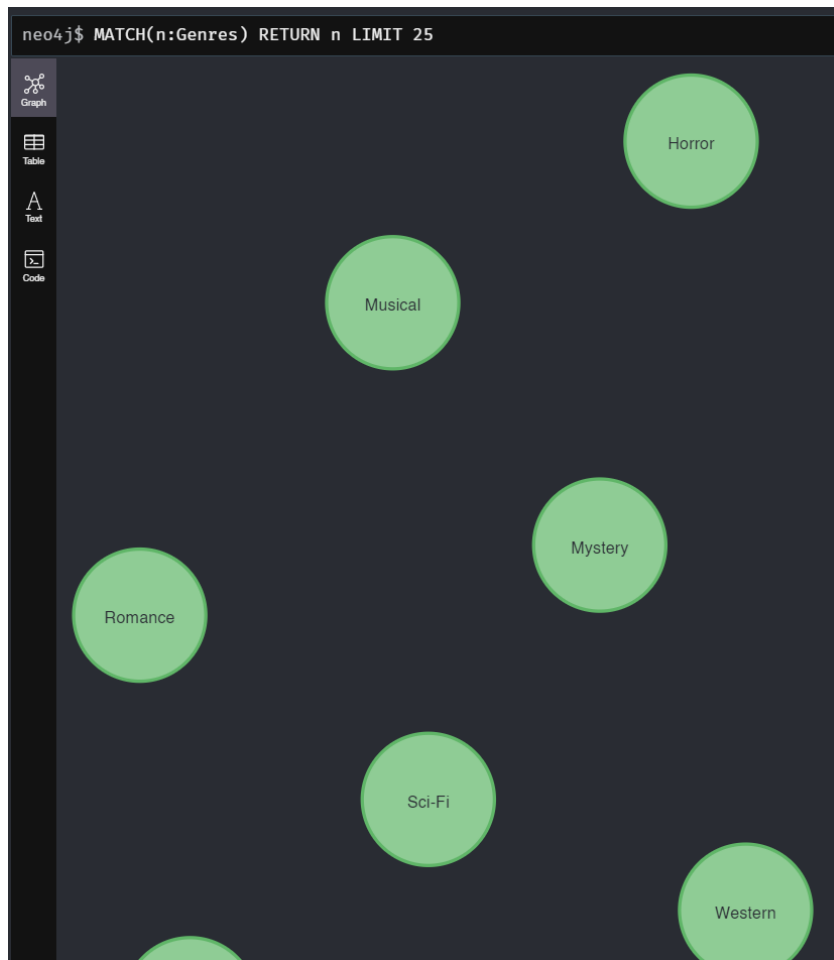 neo4j$ MATCH(n:Genres) RETURN n LIMIT 25
Graph
Table
Text
Code
Horror
Musical
Mystery
Romance
Sci-Fi
Western